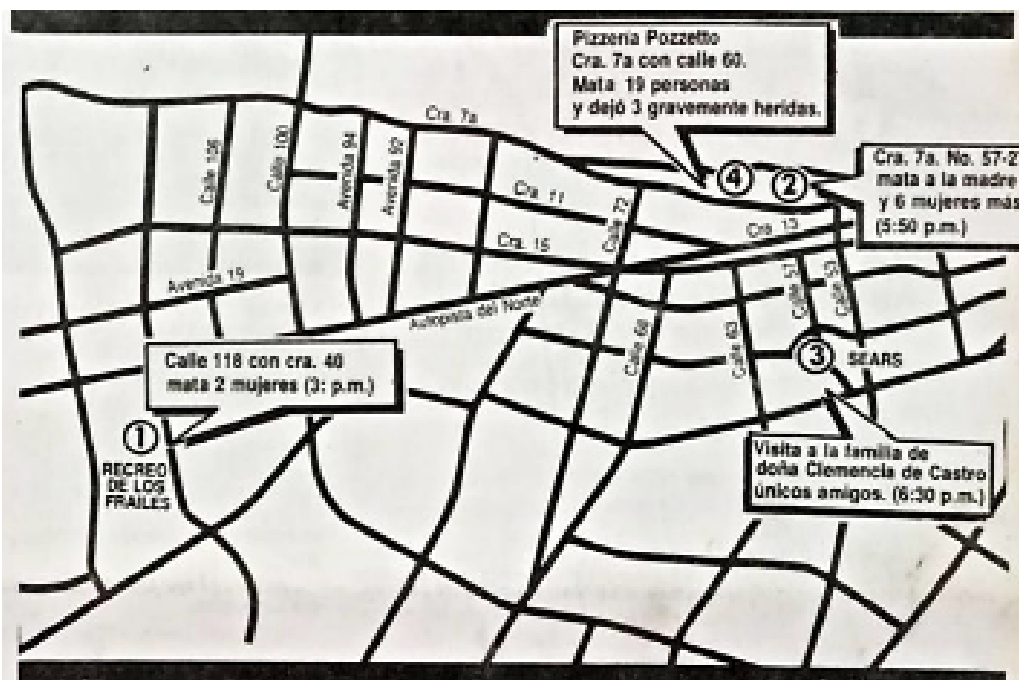 Pizzeria Pozzetto
Cra. 7a con calle 60.
Mata 19 personas
y dejó 3 gravemente heridas.
Cra. 7a. No. 57-2
mata a la madre
y 6 mujeres más
(5:50 p.m.)
④
②
Cra. 7a
Calle 106
Calle 100
Avenida 94
Avenida 92
Cra. 11
Calle 72
Cra. 13
Cra. 15
Avenida 19
Autopista del Norte
Calle 57
Calle 53
Calle 68
Calle 63
③
SEARS
Calle 118 con cra. 40
mata 2 mujeres (3: p.m.)
①
RECREO
DE LOS
FRAILES
Visita a la familia de
doña Clemencia de Castro
únicos amigos. (6:30 p.m.)